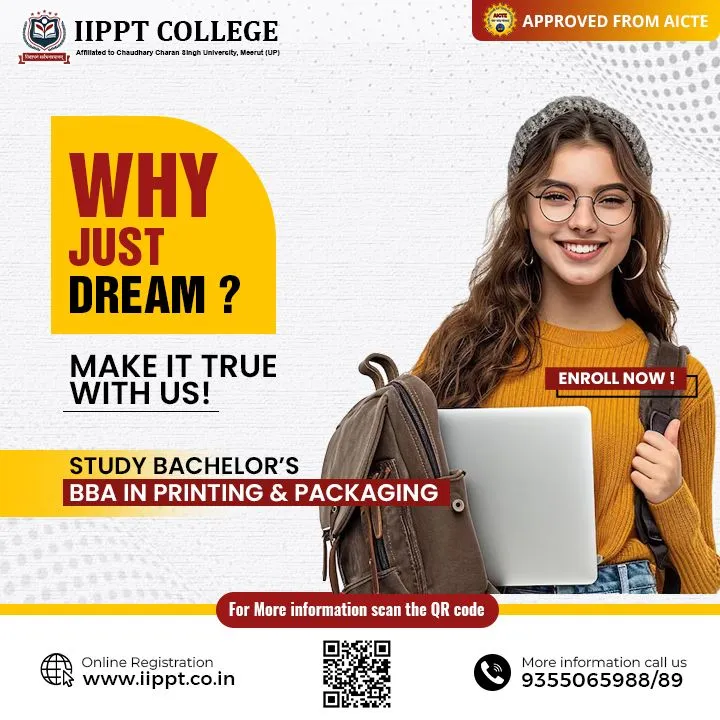 IIPPT COLLEGE
Affiliated to Chaudhary Charan Singh University, Meerut (UP)
AICTE
APPROVED FROM AICTE
WHY
JUST
DREAM ?
MAKE IT TRUE
WITH US!
ENROLL NOW !
STUDY BACHELOR'S
BBA IN PRINTING & PACKAGING
For More information scan the QR code
Online Registration
www.iippt.co.in
More information call us
9355065988/89